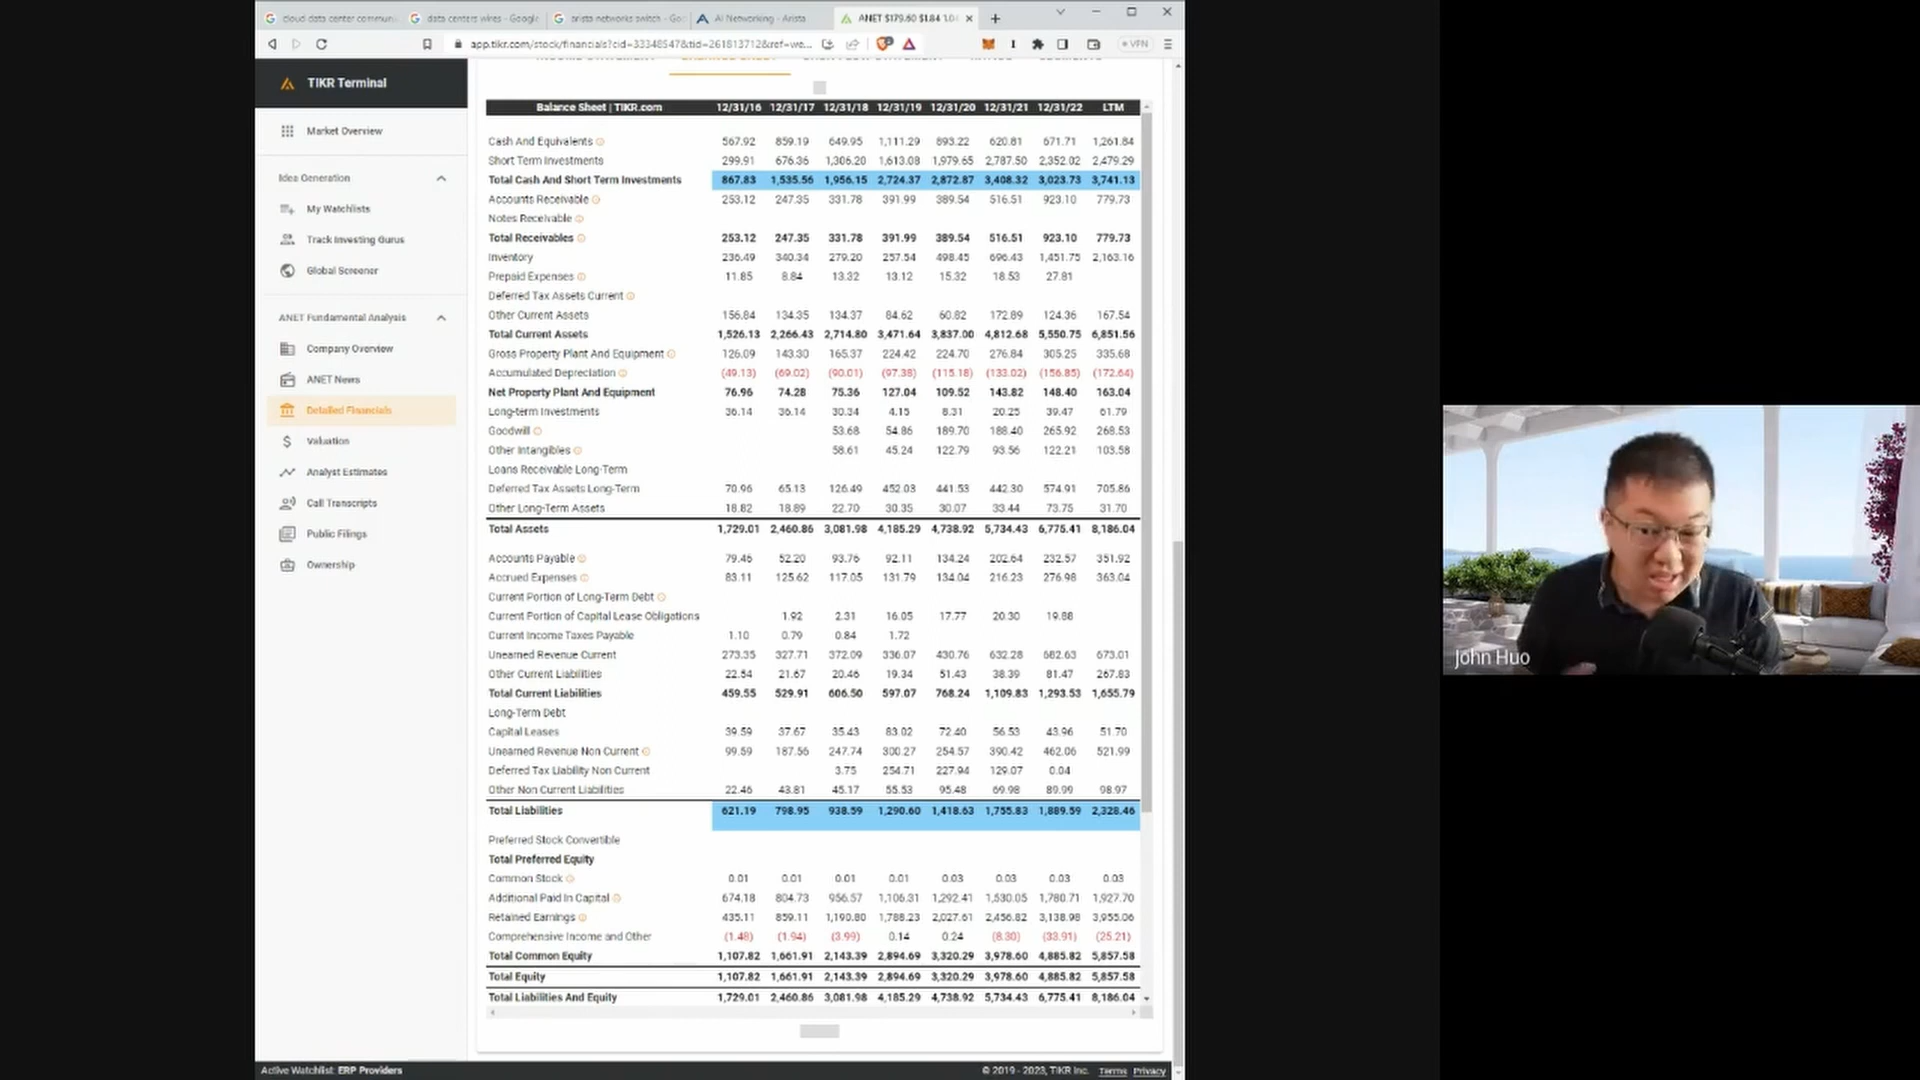 cloud data center commun
data centers wires - Google
arista networks switch - Go
AI Networking - Arista
ANET $179.60 $1.84 1.0
app.tikr.com/stock/financials?cid=33348547&tid=261813712&ref=we...
VPN
TIKR Terminal
Market Overview
Idea Generation
My Watchlists
Track Investing Gurus
Global Screener
ANET Fundamental Analysis
Company Overview
ANET News
Detailed Financials
Valuation
Analyst Estimates
Call Transcripts
Public Filings
Ownership
Balance Sheet | TIKR.com 12/31/16 12/31/17 12/31/18 12/31/19 12/31/20 12/31/21 12/31/22 LTM
Cash And Equivalents 567.92 859.19 649.95 1,111.29 893.22 620.81 671.71 1,261.84
Short Term Investments 299.91 676.36 1,306.20 1,613.08 1,979.65 2,787.50 2,352.02 2,479.29
Total Cash And Short Term Investments 867.83 1,535.56 1,956.15 2,724.37 2,872.87 3,408.32 3,023.73 3,741.13
Accounts Receivable 253.12 247.35 331.78 391.99 389.54 516.51 923.10 779.73
Notes Receivable
Total Receivables 253.12 247.35 331.78 391.99 389.54 516.51 923.10 779.73
Inventory 236.49 340.34 279.20 257.54 498.45 696.43 1,451.75 2,163.16
Prepaid Expenses 11.85 8.84 13.32 13.12 15.32 18.53 27.81
Deferred Tax Assets Current
Other Current Assets 156.84 134.35 134.37 84.62 60.82 172.89 124.36 167.54
Total Current Assets 1,526.13 2,266.43 2,714.80 3,471.64 3,837.00 4,812.68 5,550.75 6,851.56
Gross Property Plant And Equipment 126.09 143.30 165.37 224.42 224.70 276.84 305.25 335.68
Accumulated Depreciation (49.13) (69.02) (90.01) (97.38) (115.18) (133.02) (156.85) (172.64)
Net Property Plant And Equipment 76.96 74.28 75.36 127.04 109.52 143.82 148.40 163.04
Long-term Investments 36.14 36.14 30.34 4.15 8.31 20.25 39.47 61.79
Goodwill 53.68 54.86 189.70 188.40 265.92 268.53
Other Intangibles 58.61 45.24 122.79 93.56 122.21 103.58
Loans Receivable Long-Term
Deferred Tax Assets Long-Term 70.96 65.13 126.49 452.03 441.53 442.30 574.91 705.86
Other Long-Term Assets 18.82 18.89 22.70 30.35 30.07 33.44 73.75 31.70
Total Assets 1,729.01 2,460.86 3,081.98 4,185.29 4,738.92 5,734.43 6,775.41 8,186.04
Accounts Payable 79.46 52.20 93.76 92.11 134.24 202.64 232.57 351.92
Accrued Expenses 83.11 125.62 117.05 131.79 134.04 216.23 276.98 363.04
Current Portion of Long-Term Debt
Current Portion of Capital Lease Obligations 1.92 2.31 16.05 17.77 20.30 19.88
Current Income Taxes Payable 1.10 0.79 0.84 1.72
Unearned Revenue Current 273.35 327.71 372.09 336.07 430.76 632.28 682.63 673.01
Other Current Liabilities 22.54 21.67 20.46 19.34 51.43 38.39 81.47 267.83
Total Current Liabilities 459.55 529.91 606.50 597.07 768.24 1,109.83 1,293.53 1,655.79
Long-Term Debt
Capital Leases 39.59 37.67 35.43 83.02 72.40 56.53 43.96 51.70
Unearned Revenue Non Current 99.59 187.56 247.74 300.27 254.57 390.42 462.06 521.99
Deferred Tax Liability Non Current 3.75 254.71 227.94 129.07 0.04
Other Non Current Liabilities 22.46 43.81 45.17 55.53 95.48 69.98 89.99 98.97
Total Liabilities 621.19 798.95 938.59 1,290.60 1,418.63 1,755.83 1,889.59 2,328.46
Preferred Stock Convertible
Total Preferred Equity
Common Stock 0.01 0.01 0.01 0.01 0.03 0.03 0.03 0.03
Additional Paid In Capital 674.18 804.73 956.57 1,106.31 1,292.41 1,530.05 1,780.71 1,927.70
Retained Earnings 435.11 859.11 1,190.80 1,788.23 2,027.61 2,456.82 3,138.98 3,955.06
Comprehensive Income and Other (1.48) (1.94) (3.99) 0.14 0.24 (8.30) (33.91) (25.21)
Total Common Equity 1,107.82 1,661.91 2,143.39 2,894.69 3,320.29 3,978.60 4,885.82 5,857.58
Total Equity 1,107.82 1,661.91 2,143.39 2,894.69 3,320.29 3,978.60 4,885.82 5,857.58
Total Liabilities And Equity 1,729.01 2,460.86 3,081.98 4,185.29 4,738.92 5,734.43 6,775.41 8,186.04
Active Watchlist: ERP Providers
© 2019 - 2023, TIKR Inc. Terms Privacy
John Huo